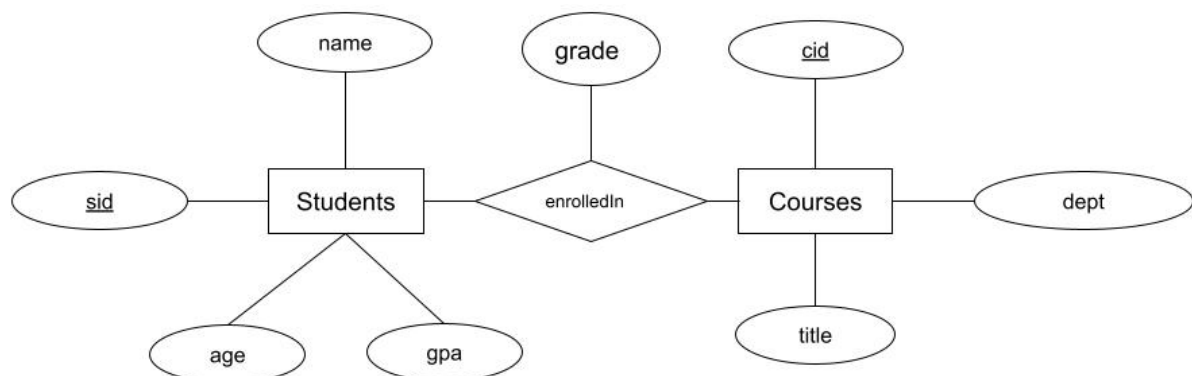 name
grade
cid
sid
Students
enrolledIn
Courses
dept
age
gpa
title